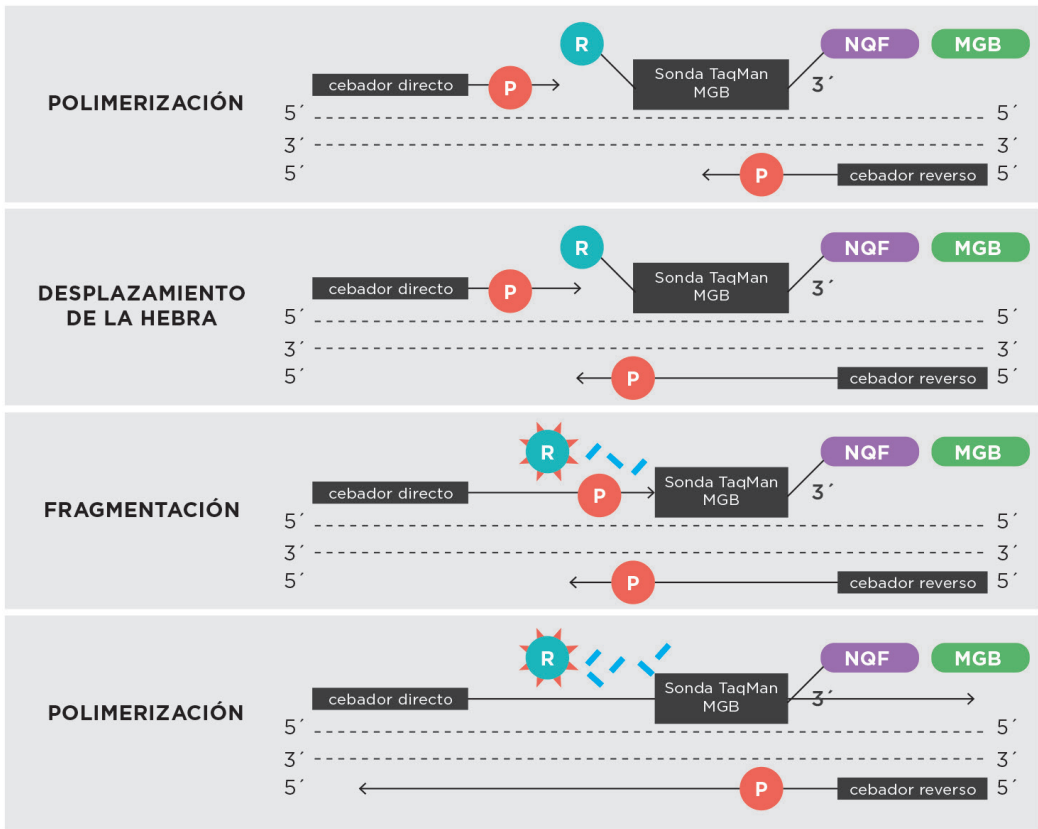 POLIMERIZACIÓN
R
NQF
MGB
cebador directo
P
Sonda TaqMan
MGB
3´
5´
5´
3´
3´
5´
P
cebador reverso
5´
DESPLAZAMIENTO
DE LA HEBRA
R
NQF
MGB
cebador directo
P
Sonda TaqMan
MGB
3´
5´
5´
3´
3´
5´
P
cebador reverso
5´
FRAGMENTACIÓN
R
NQF
MGB
cebador directo
P
Sonda TaqMan
MGB
3´
5´
5´
3´
3´
5´
P
cebador reverso
5´
POLIMERIZACIÓN
R
NQF
MGB
cebador directo
Sonda TaqMan
MGB
3´
5´
5´
3´
3´
5´
P
cebador reverso
5´